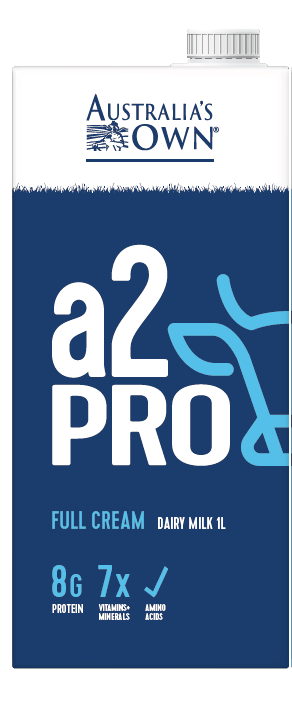 AUSTRALIA'S
OWN®
a2
PRO
FULL CREAM DAIRY MILK 1L
8G 7x
PROTEIN VITAMINS+ AMINO
MINERALS ACIDS